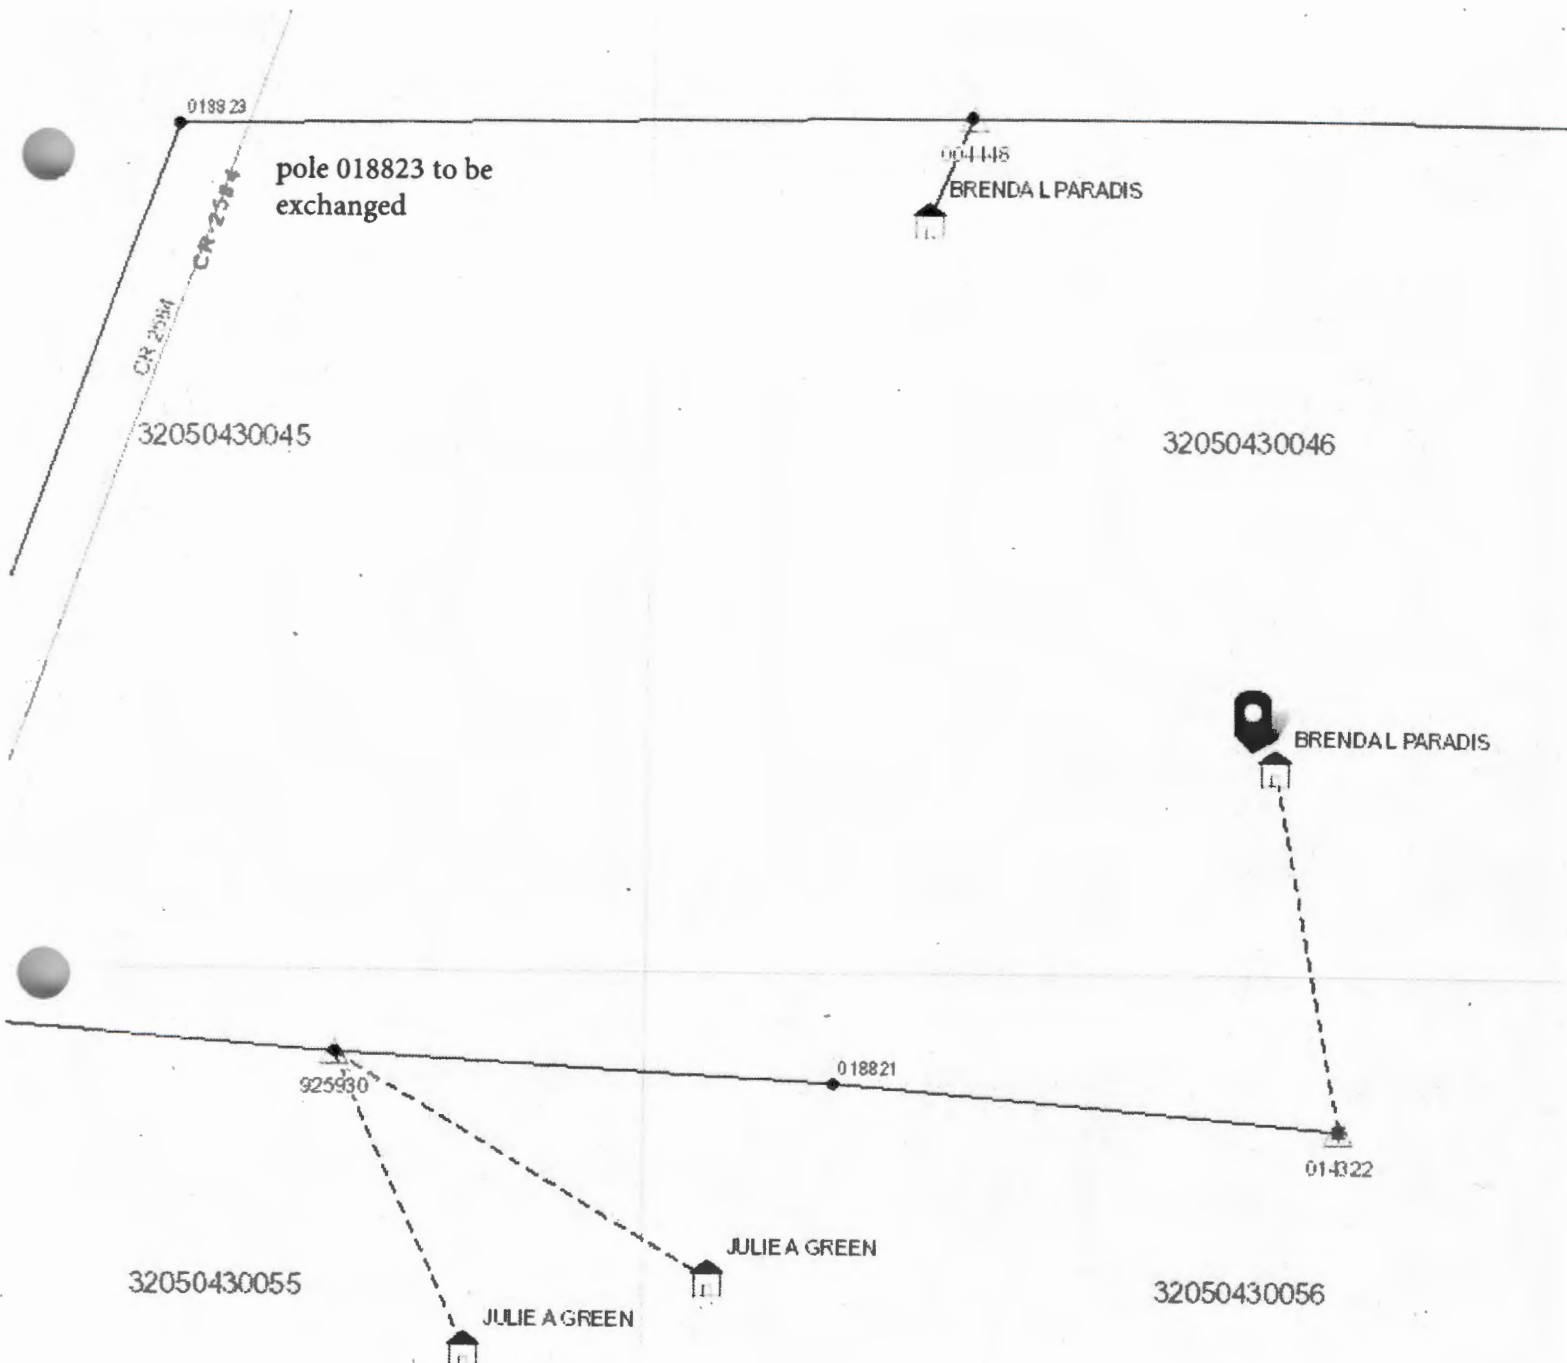 018823
pole 018823 to be
exchanged
004448
BRENDA L PARADIS
CR-2584
CR 2584
32050430045
32050430046
BRENDA L PARADIS
018821
925930
014322
JULIE A GREEN
32050430055
32050430056
JULIE A GREEN